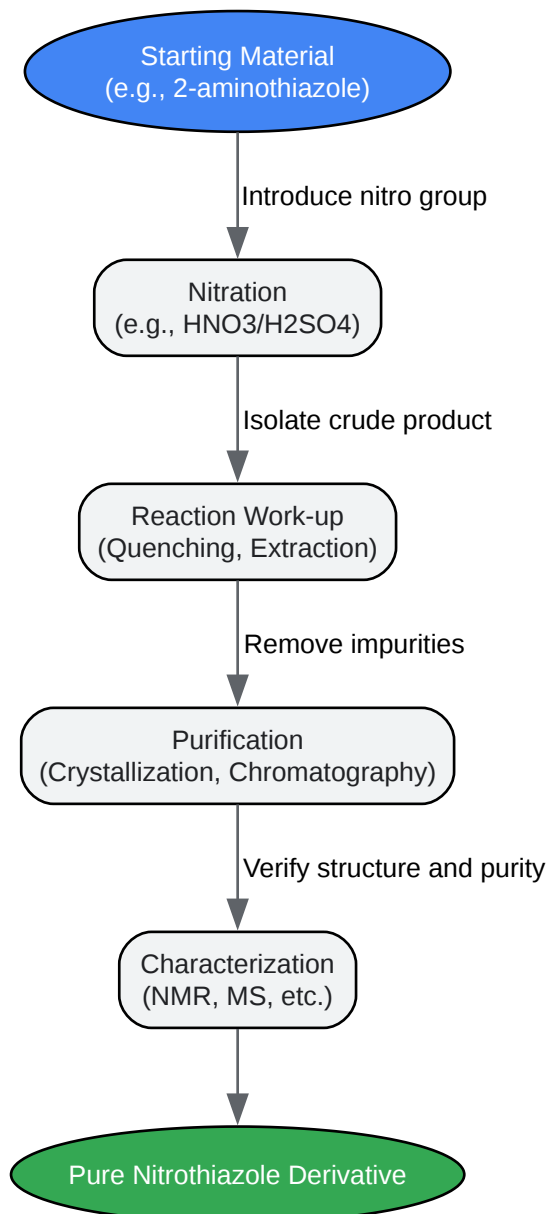 Starting Material
(e.g., 2-aminothiazole)
Introduce nitro group
Nitration
(e.g., HNO3/H2SO4)
Isolate crude product
Reaction Work-up
(Quenching, Extraction)
Remove impurities
Purification
(Crystallization, Chromatography)
Verify structure and purity
Characterization
(NMR, MS, etc.)
Pure Nitrothiazole Derivative